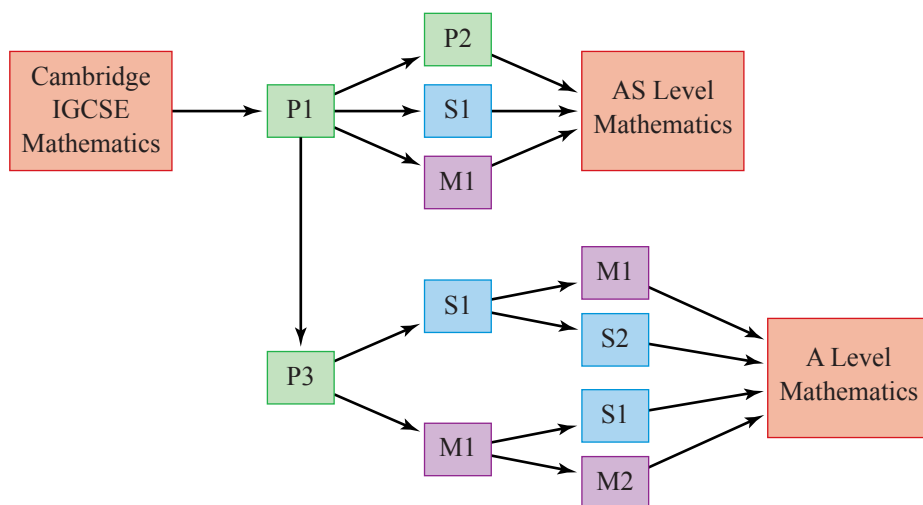 Cambridge
IGCSE
Mathematics
P1
P2
S1
M1
AS Level
Mathematics
P3
S1
M1
M1
S2
S1
M2
A Level
Mathematics